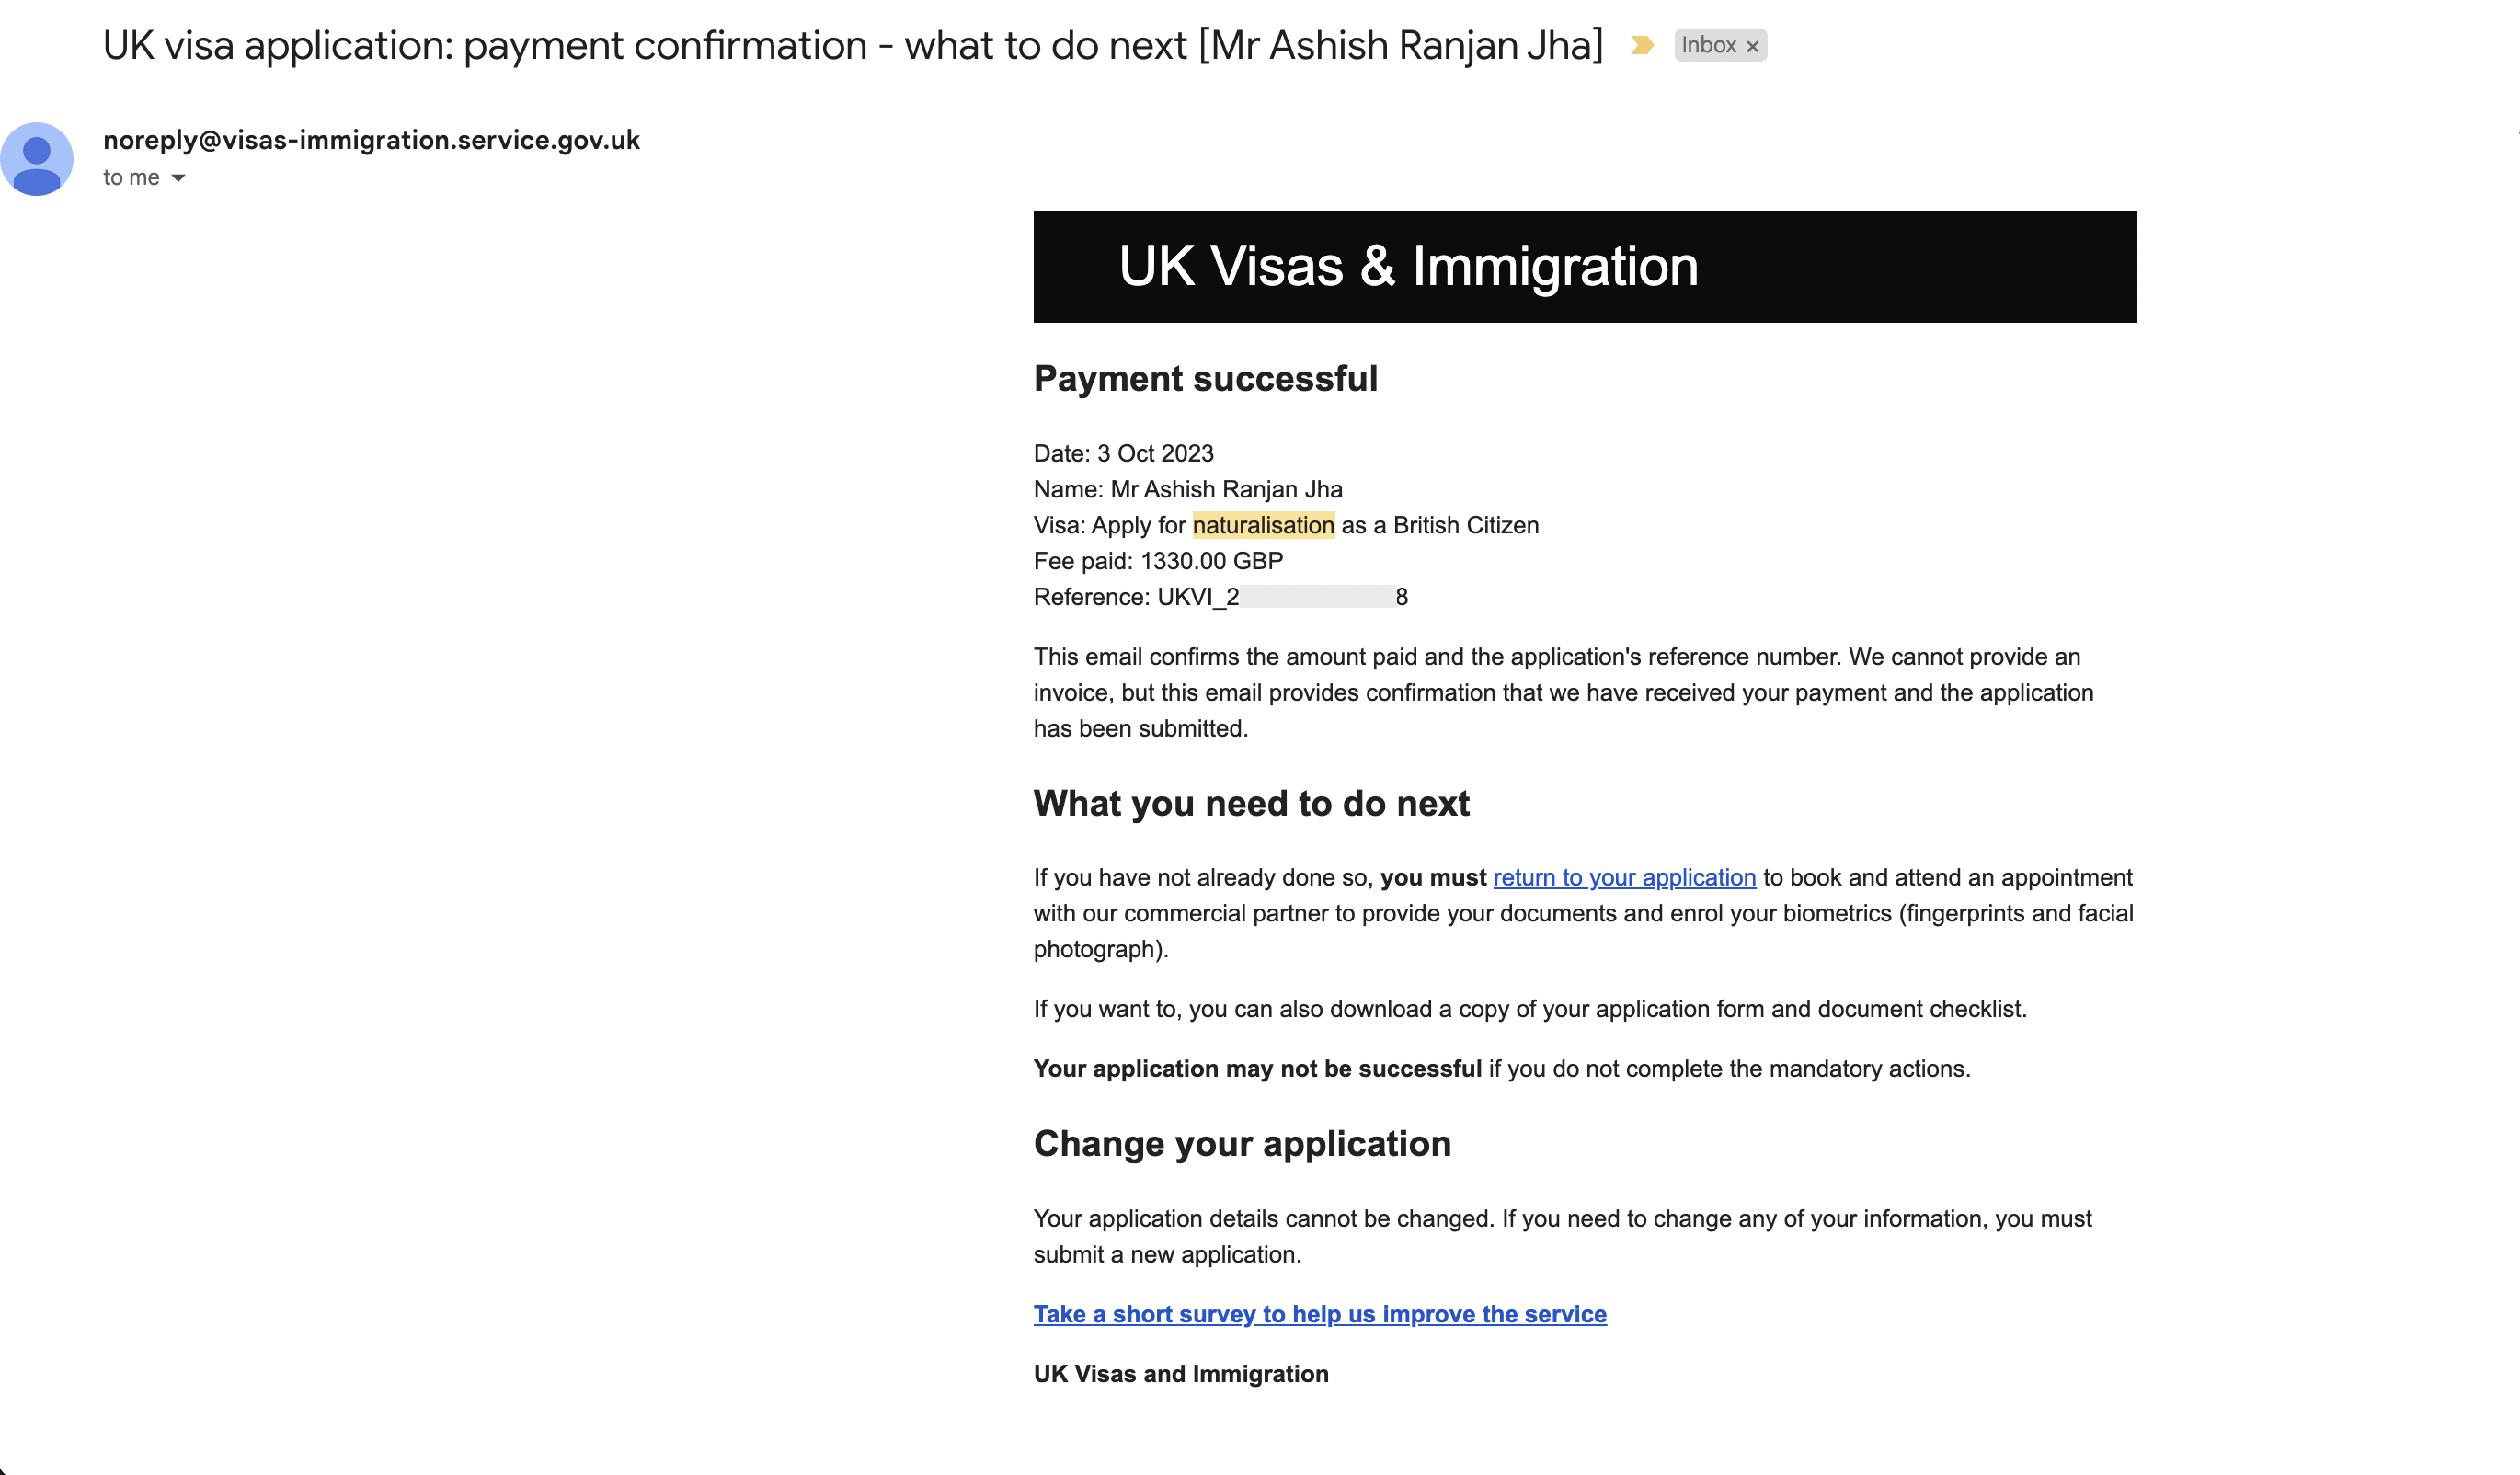 UK visa application: payment confirmation - what to do next [Mr Ashish Ranjan Jha] Inbox ×
noreply@visas-immigration.service.gov.uk
to me
UK Visas & Immigration
Payment successful
Date: 3 Oct 2023
Name: Mr Ashish Ranjan Jha
Visa: Apply for naturalisation as a British Citizen
Fee paid: 1330.00 GBP
Reference: UKVI_2 8
This email confirms the amount paid and the application's reference number. We cannot provide an
invoice, but this email provides confirmation that we have received your payment and the application
has been submitted.
What you need to do next
If you have not already done so, you must return to your application to book and attend an appointment
with our commercial partner to provide your documents and enrol your biometrics (fingerprints and facial
photograph).
If you want to, you can also download a copy of your application form and document checklist.
Your application may not be successful if you do not complete the mandatory actions.
Change your application
Your application details cannot be changed. If you need to change any of your information, you must
submit a new application.
Take a short survey to help us improve the service
UK Visas and Immigration